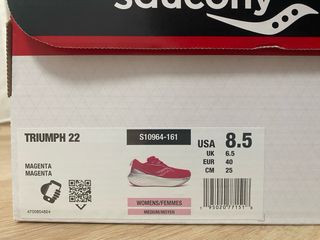 saucony
TRIUMPH 22
S10964-161
USA 8.5
UK 6.5
EUR 40
CM 25
MAGENTA
MAGENTA
WOMENS/FEMMES
MEDIUM/MOYEN